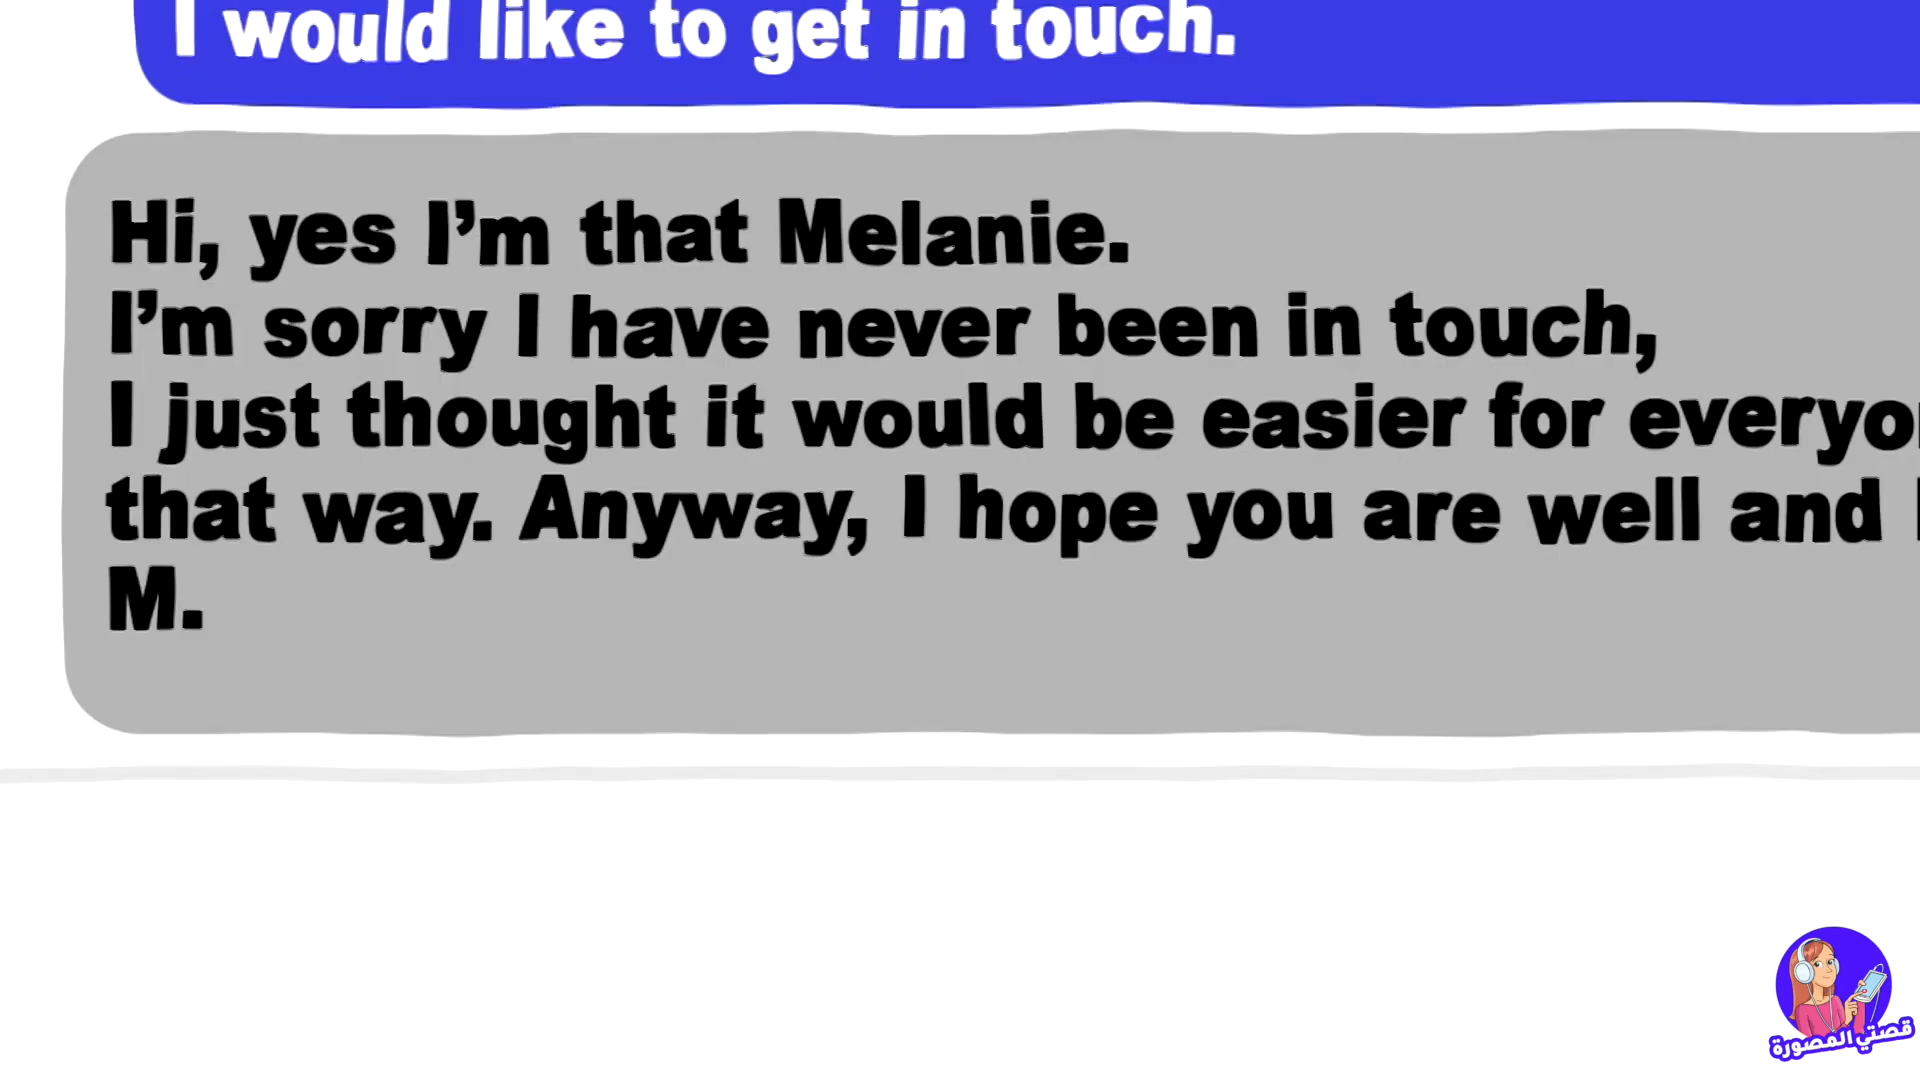 I would like to get in touch.
Hi, yes I’m that Melanie.
I’m sorry I have never been in touch,
I just thought it would be easier for
that way. Anyway, I hope you are well and
M.
قصتي المصورة